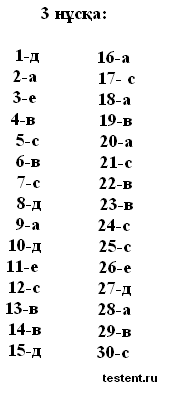 3 нұсқа:
1-д
2-а
3-е
4-в
5-с
6-в
7-с
8-д
9-а
10-д
11-е
12-с
13-в
14-в
15-д
16-а
17- с
18-а
19-в
20-а
21-с
22-в
23-в
24-с
25-с
26-е
27-д
28-а
29-в
30-с
testent.ru